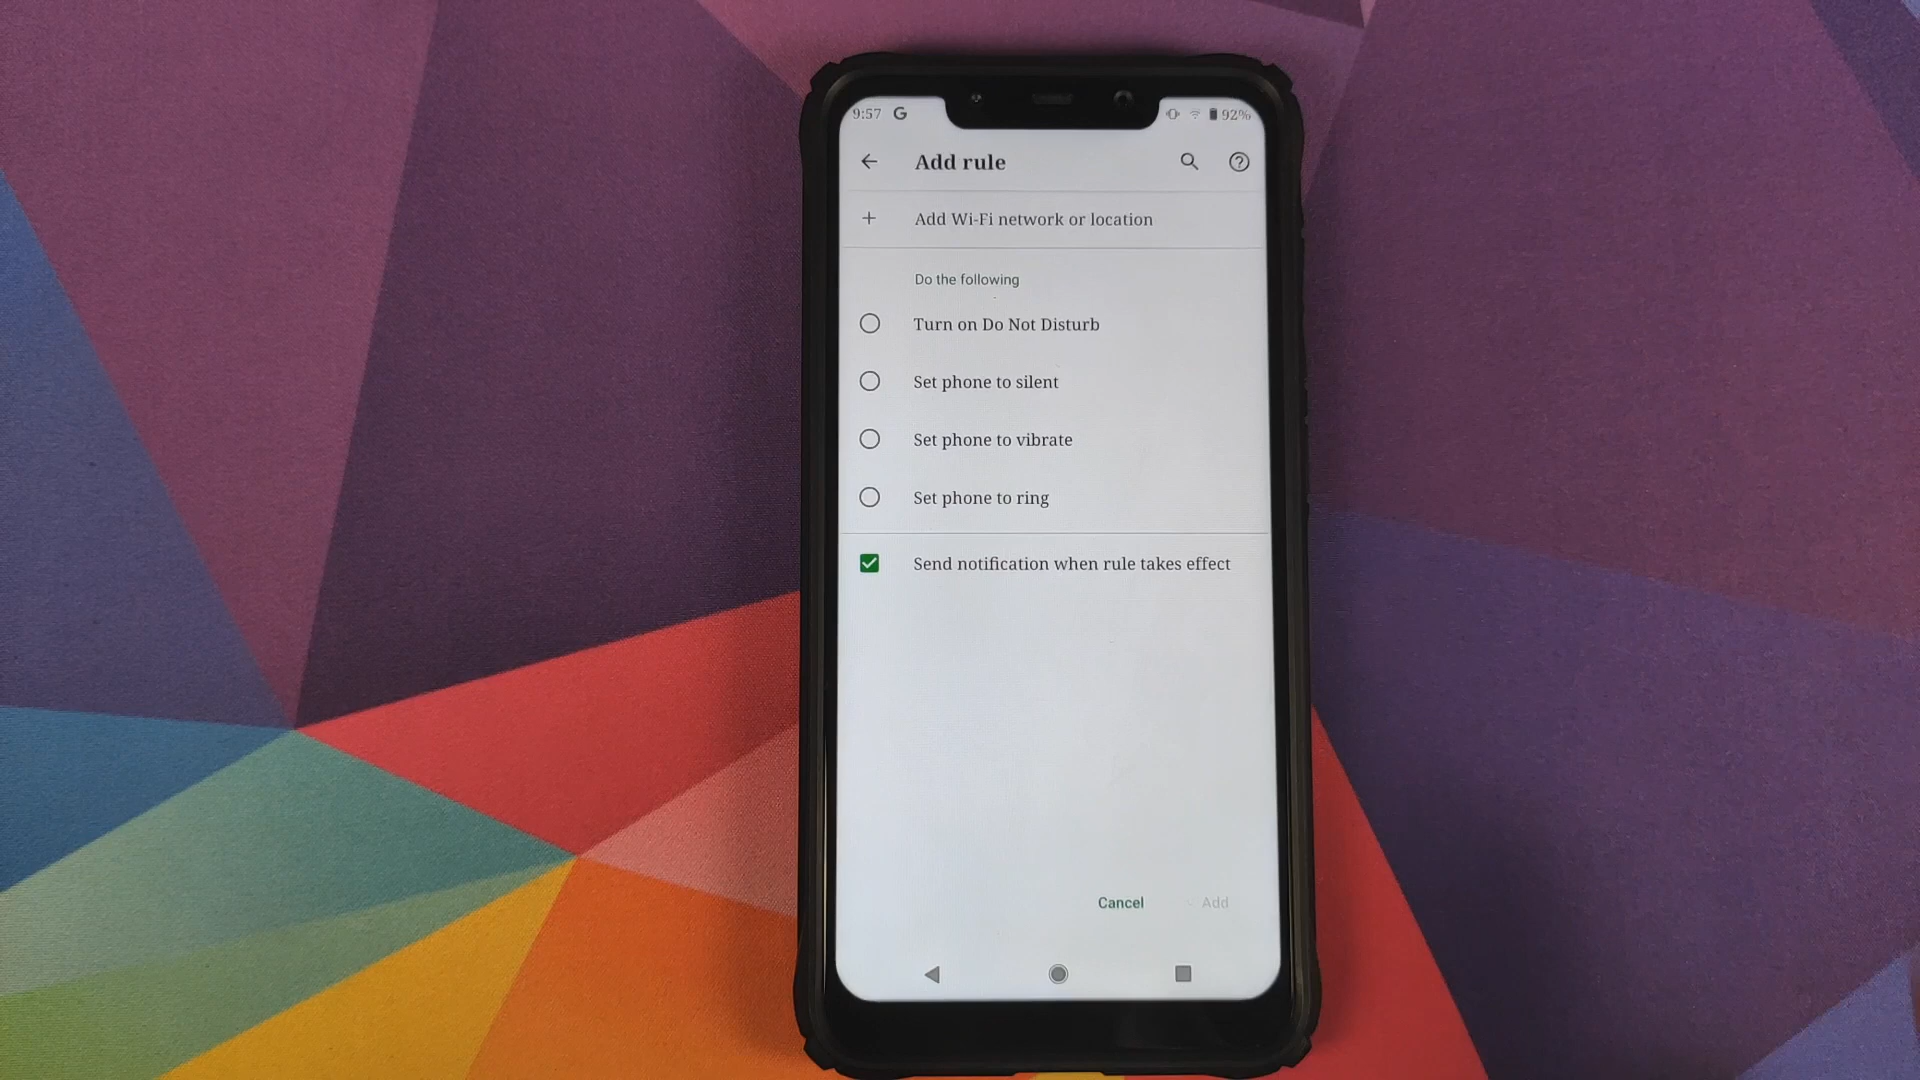 9:57 G 92%
Add rule
Add Wi-Fi network or location
Do the following
Turn on Do Not Disturb
Set phone to silent
Set phone to vibrate
Set phone to ring
Send notification when rule takes effect
Cancel Add